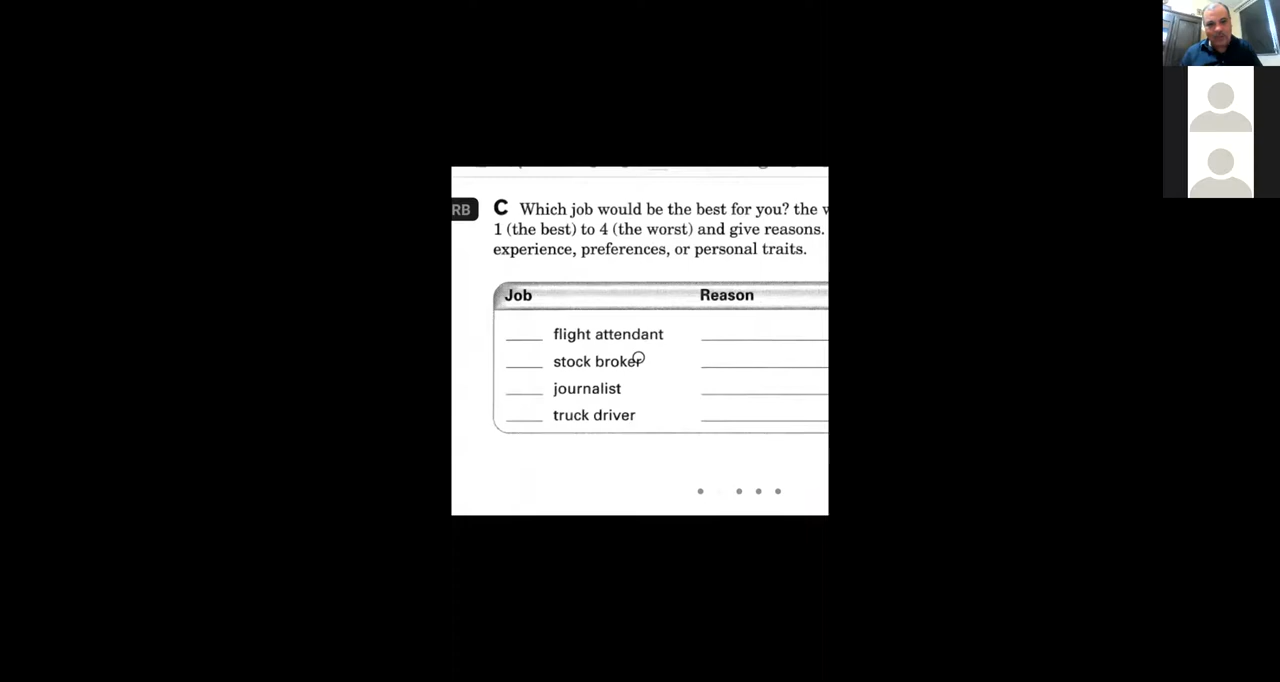 RB
C Which job would be the best for you? the
1 (the best) to 4 (the worst) and give reasons.
experience, preferences, or personal traits.
Job Reason
flight attendant
stock broker
journalist
truck driver